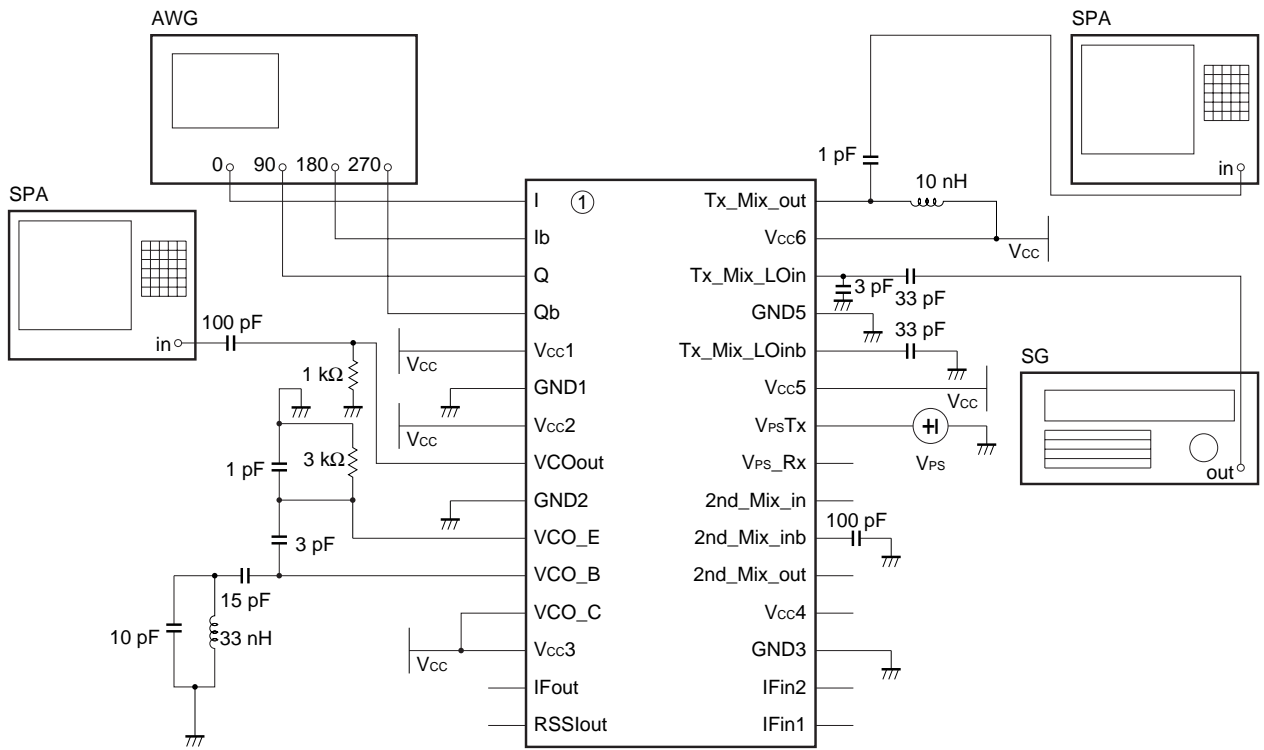 AWG
SPA
0 90 180 270
1 pF
in
10 nH
SPA
I ① Tx_Mix_out
Ib Vcc6
Vcc
Q Tx_Mix_LOin
3 pF
33 pF
Qb GND5
100 pF
in
33 pF
Vcc1 Tx_Mix_LOinb
Vcc
SG
1 kΩ
GND1 Vcc5
Vcc
Vcc2 VPSTx
Vcc
VPS
1 pF
3 kΩ
VCOout VPS_Rx
out
GND2 2nd_Mix_in
100 pF
3 pF
VCO_E 2nd_Mix_inb
VCO_B 2nd_Mix_out
15 pF
VCO_C Vcc4
10 pF
33 nH
Vcc3 GND3
Vcc
IFout IFin2
RSSIout IFin1